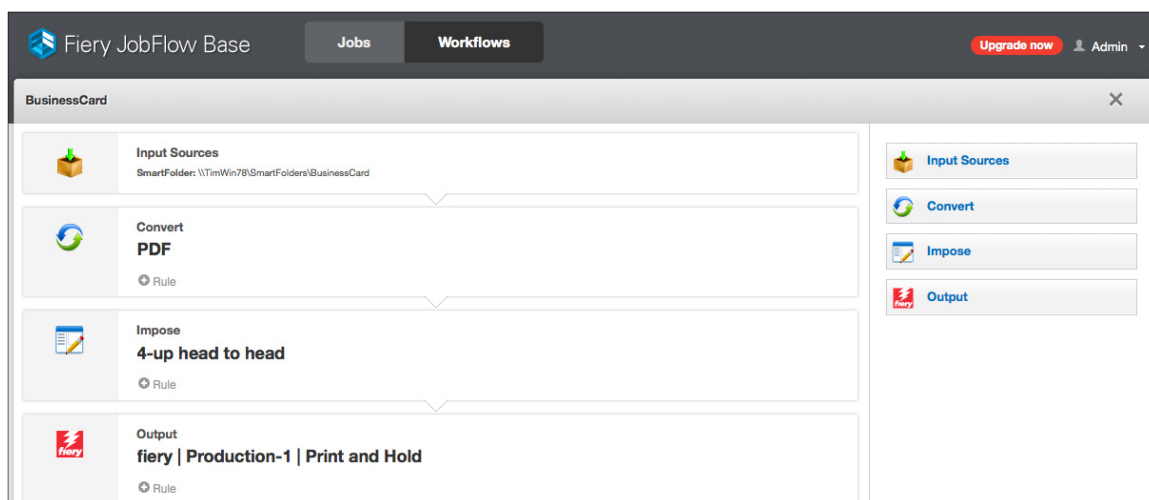 Fiery JobFlow Base
Jobs
Workflows
Upgrade now
Admin
BusinessCard
Input Sources
SmartFolder: \\TimWin78\SmartFolders\BusinessCard
Convert
PDF
Rule
Impose
4-up head to head
Rule
fiery
Output
fiery | Production-1 | Print and Hold
Rule
Input Sources
Convert
Impose
fiery
Output